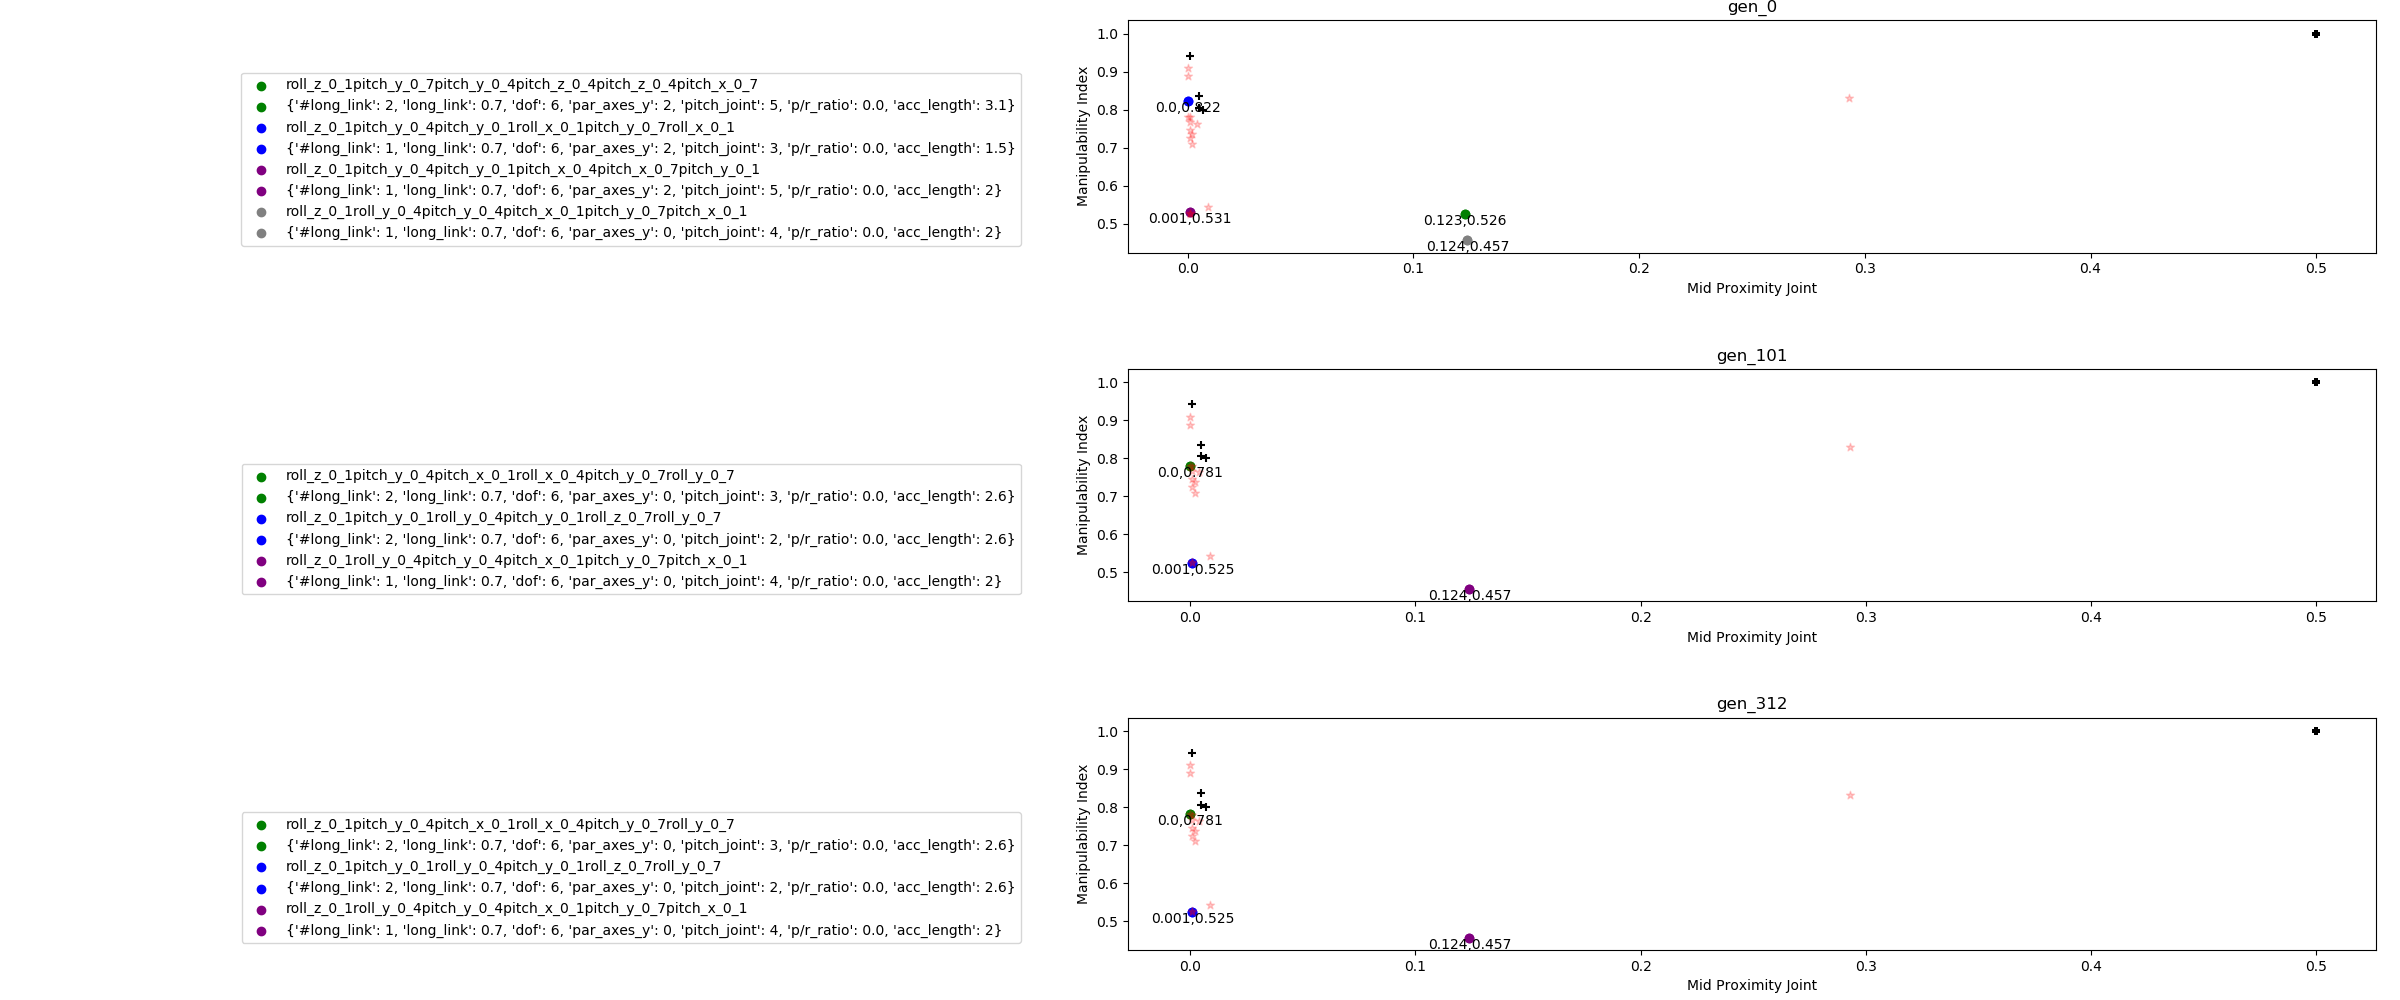 gen_0
roll_z_0_1pitch_y_0_7pitch_y_0_4pitch_z_0_4pitch_z_0_4pitch_x_0_7
{'#long_link': 2, 'long_link': 0.7, 'dof': 6, 'par_axes_y': 2, 'pitch_joint': 5, 'p/r_ratio': 0.0, 'acc_length': 3.1}
roll_z_0_1pitch_y_0_4pitch_y_0_1roll_x_0_1pitch_y_0_7roll_x_0_1
{'#long_link': 1, 'long_link': 0.7, 'dof': 6, 'par_axes_y': 2, 'pitch_joint': 3, 'p/r_ratio': 0.0, 'acc_length': 1.5}
roll_z_0_1pitch_y_0_4pitch_y_0_1pitch_x_0_4pitch_x_0_7pitch_y_0_1
{'#long_link': 1, 'long_link': 0.7, 'dof': 6, 'par_axes_y': 2, 'pitch_joint': 5, 'p/r_ratio': 0.0, 'acc_length': 2}
roll_z_0_1roll_y_0_4pitch_y_0_4pitch_x_0_1pitch_y_0_7pitch_x_0_1
{'#long_link': 1, 'long_link': 0.7, 'dof': 6, 'par_axes_y': 0, 'pitch_joint': 4, 'p/r_ratio': 0.0, 'acc_length': 2}
Manipulability Index
1.0
0.9
0.8
0.7
0.6
0.5
0.0,0.822
0.001,0.531
0.123,0.526
0.124,0.457
0.0 0.1 0.2 0.3 0.4 0.5
Mid Proximity Joint
gen_101
roll_z_0_1pitch_y_0_4pitch_x_0_1roll_x_0_4pitch_y_0_7roll_y_0_7
{'#long_link': 2, 'long_link': 0.7, 'dof': 6, 'par_axes_y': 0, 'pitch_joint': 3, 'p/r_ratio': 0.0, 'acc_length': 2.6}
roll_z_0_1pitch_y_0_1roll_y_0_4pitch_y_0_1roll_z_0_7roll_y_0_7
{'#long_link': 2, 'long_link': 0.7, 'dof': 6, 'par_axes_y': 0, 'pitch_joint': 2, 'p/r_ratio': 0.0, 'acc_length': 2.6}
roll_z_0_1roll_y_0_4pitch_y_0_4pitch_x_0_1pitch_y_0_7pitch_x_0_1
{'#long_link': 1, 'long_link': 0.7, 'dof': 6, 'par_axes_y': 0, 'pitch_joint': 4, 'p/r_ratio': 0.0, 'acc_length': 2}
Manipulability Index
1.0
0.9
0.8
0.7
0.6
0.5
0.0,0.781
0.001,0.525
0.124,0.457
0.0 0.1 0.2 0.3 0.4 0.5
Mid Proximity Joint
gen_312
roll_z_0_1pitch_y_0_4pitch_x_0_1roll_x_0_4pitch_y_0_7roll_y_0_7
{'#long_link': 2, 'long_link': 0.7, 'dof': 6, 'par_axes_y': 0, 'pitch_joint': 3, 'p/r_ratio': 0.0, 'acc_length': 2.6}
roll_z_0_1pitch_y_0_1roll_y_0_4pitch_y_0_1roll_z_0_7roll_y_0_7
{'#long_link': 2, 'long_link': 0.7, 'dof': 6, 'par_axes_y': 0, 'pitch_joint': 2, 'p/r_ratio': 0.0, 'acc_length': 2.6}
roll_z_0_1roll_y_0_4pitch_y_0_4pitch_x_0_1pitch_y_0_7pitch_x_0_1
{'#long_link': 1, 'long_link': 0.7, 'dof': 6, 'par_axes_y': 0, 'pitch_joint': 4, 'p/r_ratio': 0.0, 'acc_length': 2}
Manipulability Index
1.0
0.9
0.8
0.7
0.6
0.5
0.0,0.781
0.001,0.525
0.124,0.457
0.0 0.1 0.2 0.3 0.4 0.5
Mid Proximity Joint